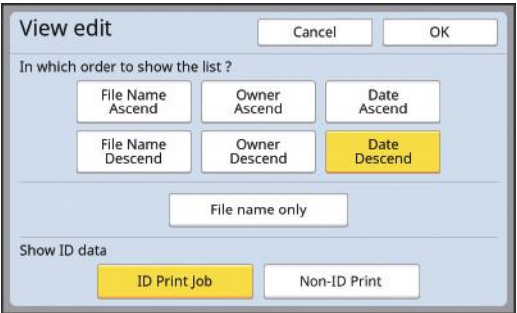 View edit
Cancel
OK
In which order to show the list ?
File Name
Ascend
Owner
Ascend
Date
Ascend
File Name
Descend
Owner
Descend
Date
Descend
File name only
Show ID data
ID Print Job
Non-ID Print